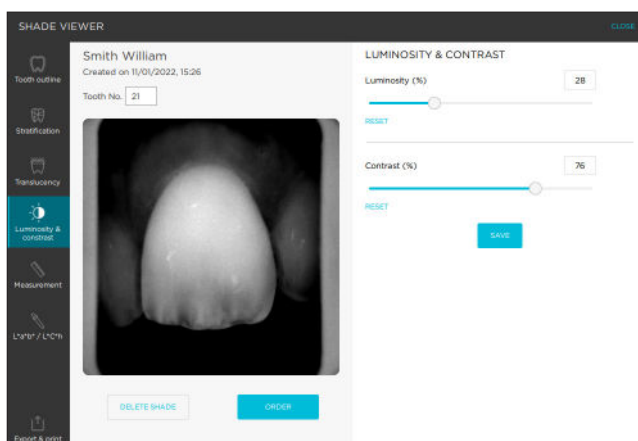 SHADE VIEWER
CLOSE
Tooth outline
Stratification
Translucency
Luminosity &
constrast
Measurement
L*a*b* / L*C*h
Export & print
Smith William
Created on 11/01/2022, 15:26
Tooth No. 21
DELETE SHADE
ORDER
LUMINOSITY & CONTRAST
Luminosity (%) 28
RESET
Contrast (%) 76
RESET
SAVE